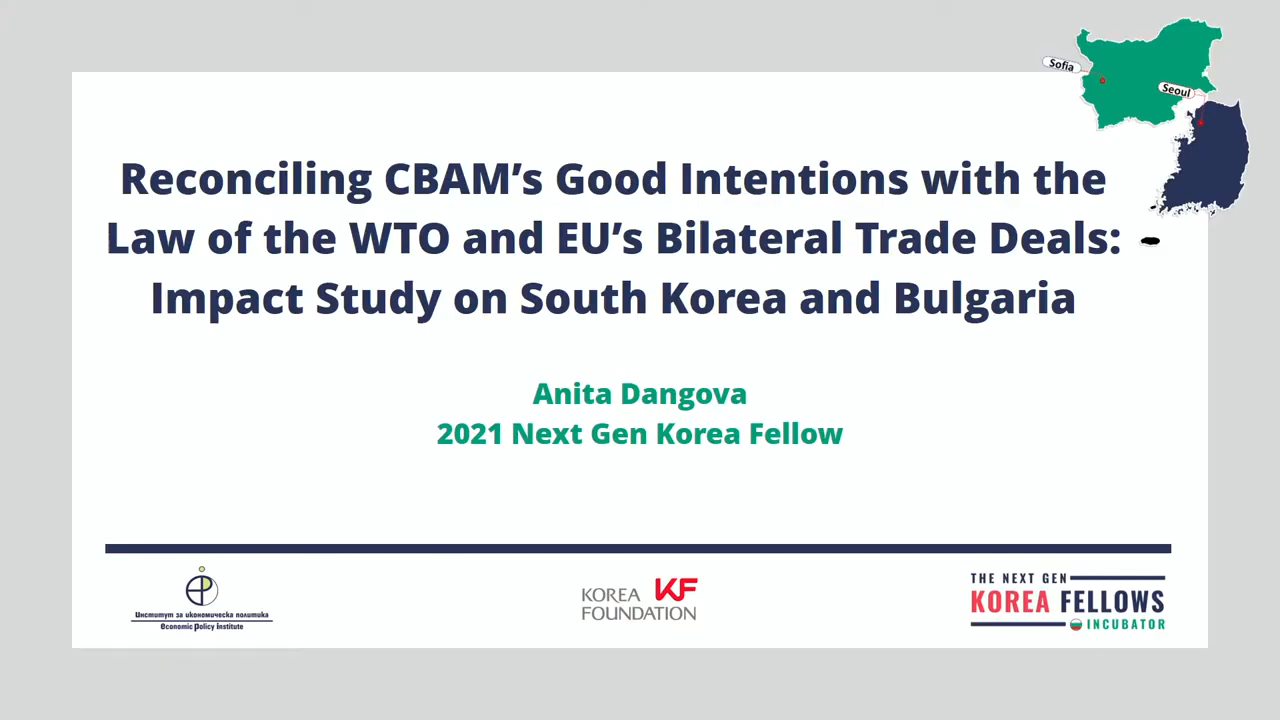 Sofia
Seoul
Reconciling CBAM’s Good Intentions with the
Law of the WTO and EU’s Bilateral Trade Deals:
Impact Study on South Korea and Bulgaria
Anita Dangova
2021 Next Gen Korea Fellow
Институт за икономическа политика
Economic Policy Institute
KOREA KF
FOUNDATION
THE NEXT GEN
KOREA FELLOWS
INCUBATOR